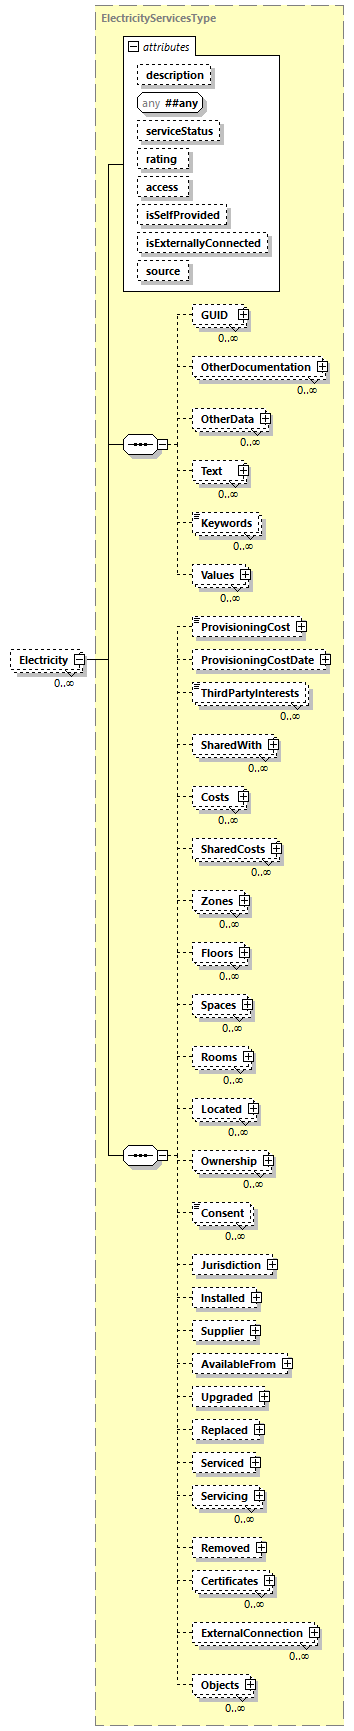 ElectricityServicesType
attributes
description
any ##any
serviceStatus
rating
access
isSelfProvided
isExternallyConnected
source
GUID
0..∞
OtherDocumentation
0..∞
OtherData
0..∞
Text
0..∞
Keywords
0..∞
Values
0..∞
Electricity
0..∞
ProvisioningCost
ProvisioningCostDate
ThirdPartyInterests
0..∞
SharedWith
0..∞
Costs
0..∞
SharedCosts
0..∞
Zones
0..∞
Floors
0..∞
Spaces
0..∞
Rooms
0..∞
Located
0..∞
Ownership
0..∞
Consent
0..∞
Jurisdiction
Installed
Supplier
AvailableFrom
Upgraded
Replaced
Serviced
Servicing
0..∞
Removed
Certificates
0..∞
ExternalConnection
0..∞
Objects
0..∞